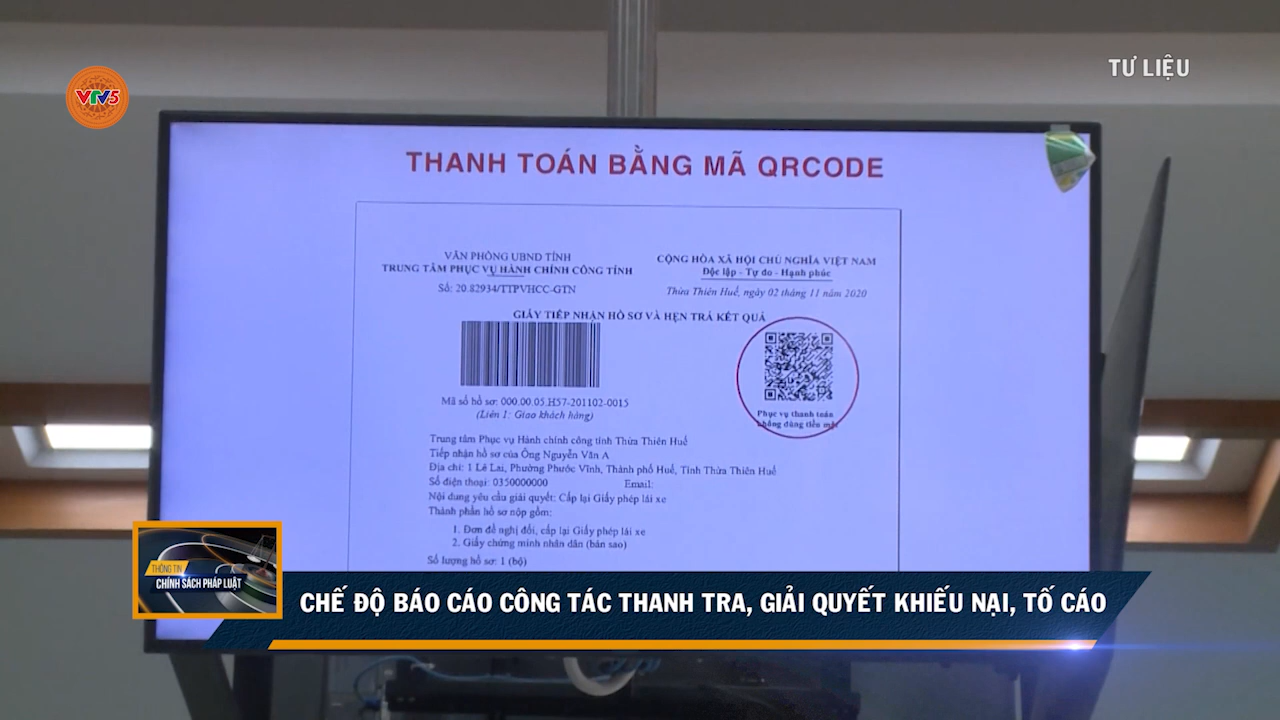 VTV5
TƯ LIỆU
THANH TOÁN BẰNG MÃ QRCODE
VĂN PHÒNG UBND TỈNH
TRUNG TÂM PHỤC VỤ HÀNH CHÍNH CÔNG TỈNH
Số: 20.82934/TTPVHCC-GTN
CỘNG HÒA XÃ HỘI CHỦ NGHĨA VIỆT NAM
Độc lập - Tự do - Hạnh phúc
Thừa Thiên Huế, ngày 02 tháng 11 năm 2020
GIẤY TIẾP NHẬN HỒ SƠ VÀ HẸN TRẢ KẾT QUẢ
Mã số hồ sơ: 000.00.05.H57-201102-0015
(Liên 1: Giao khách hàng)
Phục vụ thanh toán
không dùng tiền mặt
Trung tâm Phục vụ Hành chính công tỉnh Thừa Thiên Huế
Tiếp nhận hồ sơ của Ông Nguyễn Văn A
Địa chỉ: 1 Lê Lai, Phường Phước Vĩnh, Thành phố Huế, Tỉnh Thừa Thiên Huế
Số điện thoại: 0350000000 Email:
Nội dung yêu cầu giải quyết: Cấp lại Giấy phép lái xe
Thành phần hồ sơ nộp gồm:
1. Đơn đề nghị đổi, cấp lại Giấy phép lái xe
2. Giấy chứng minh nhân dân (bản sao)
Số lượng hồ sơ: 1 (bộ)
THÔNG TIN
CHÍNH SÁCH PHÁP LUẬT
CHẾ ĐỘ BÁO CÁO CÔNG TÁC THANH TRA, GIẢI QUYẾT KHIẾU NẠI, TỐ CÁO